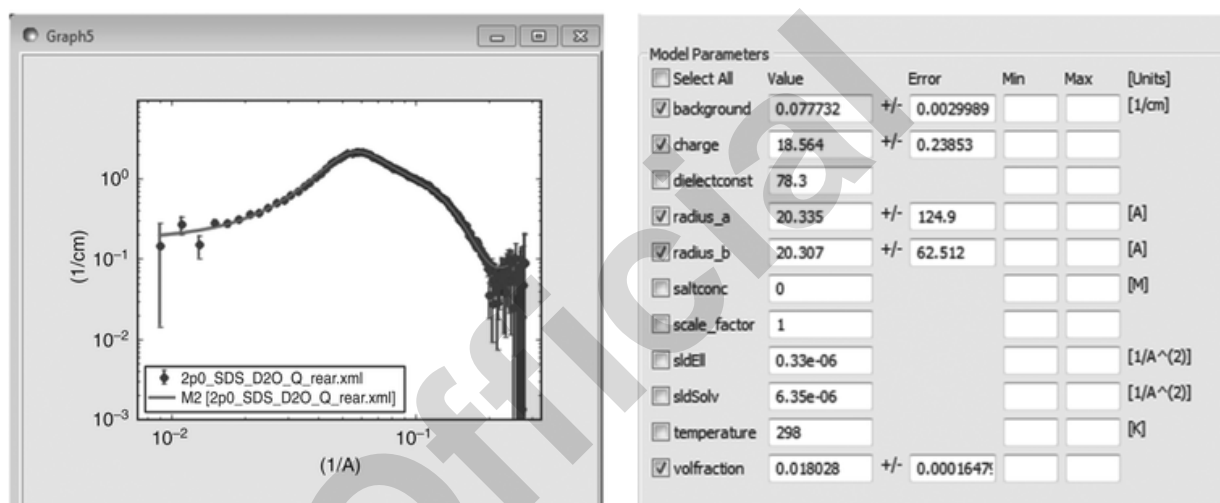 Graph5
10⁰
10⁻¹
10⁻²
10⁻³
(1/cm)
2p0_SDS_D2O_Q_rear.xml
M2 [2p0_SDS_D2O_Q_rear.xml]
10⁻² 10⁻¹
(1/A)
Model Parameters
Select All Value Error Min Max [Units]
background 0.077732 +/- 0.0029989 [1/cm]
charge 18.564 +/- 0.23853
dielectconst 78.3
radius_a 20.335 +/- 124.9 [A]
radius_b 20.307 +/- 62.512 [A]
saltconc 0 [M]
scale_factor 1
sldEll 0.33e-06 [1/A^(2)]
sldSolv 6.35e-06 [1/A^(2)]
temperature 298 [K]
volfraction 0.018028 +/- 0.00016479
official